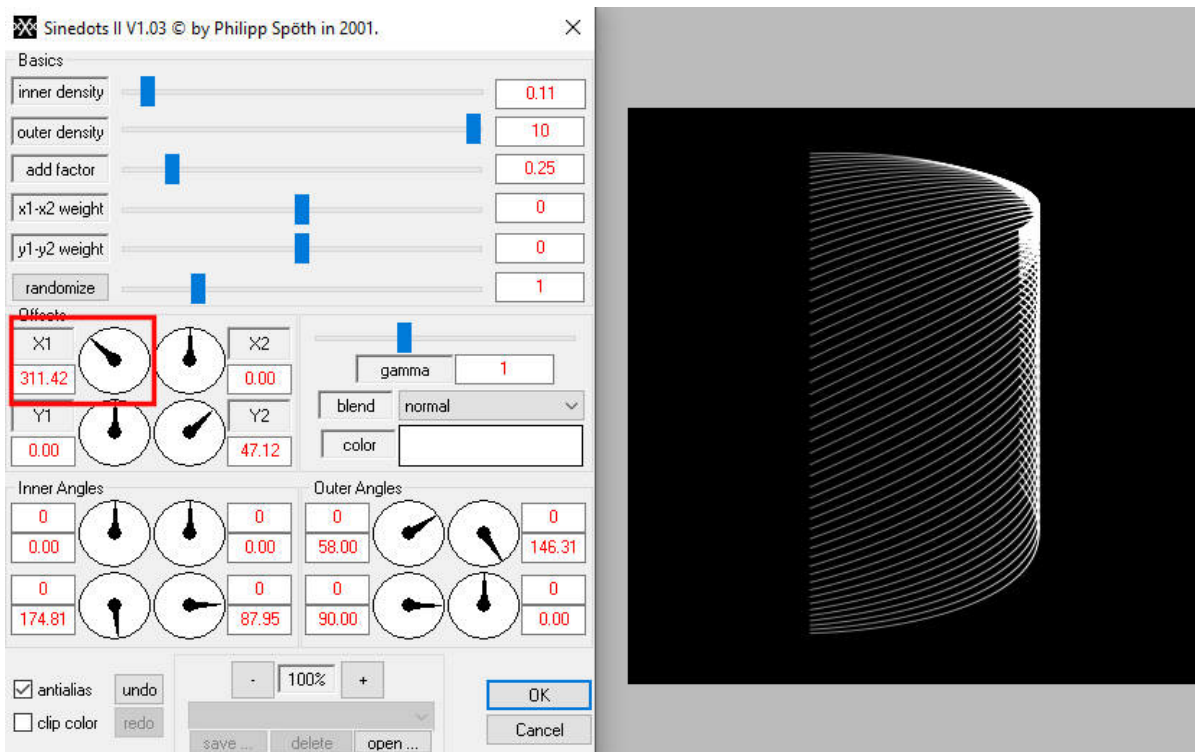 Sinedots II V1.03 © by Philipp Spöth in 2001.
Basics
inner density 0.11
outer density 10
add factor 0.25
x1-x2 weight 0
y1-y2 weight 0
randomize 1
Offsets
X1 X2
311.42 0.00
Y1 Y2
0.00 47.12
gamma 1
blend normal
color
Inner Angles
0 0
0.00 0.00
0 0
174.81 87.95
Outer Angles
0 0
58.00 146.31
0 0
90.00 0.00
antialias undo
clip color redo
- 100% +
save ... delete open ...
OK
Cancel